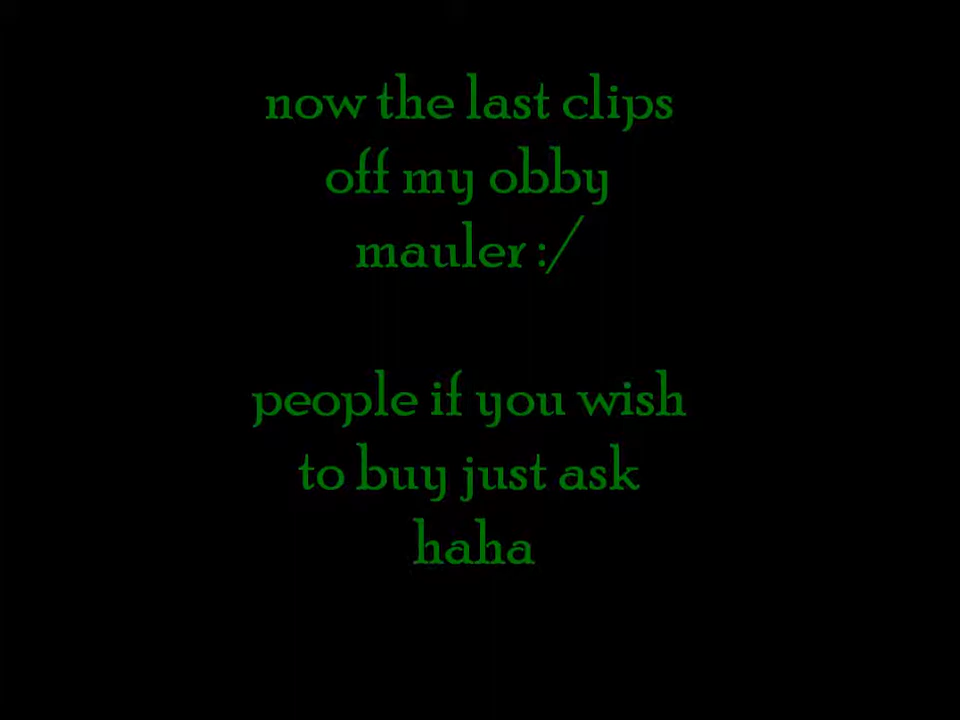 now the last clips
off my obby
mauler :/
people if you wish
to buy just ask
haha